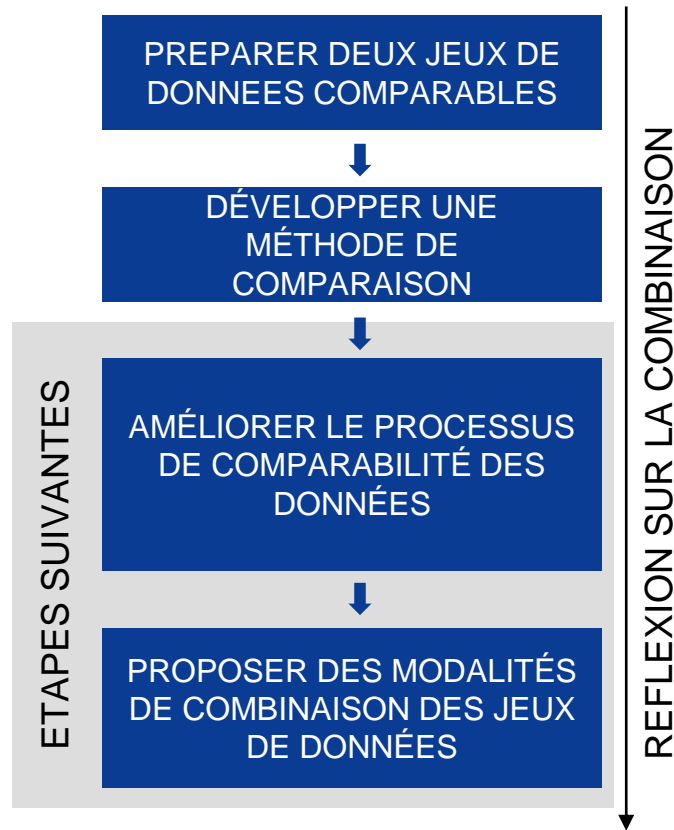 PREPARER DEUX JEUX DE
DONNEES COMPARABLES
DÉVELOPPER UNE
MÉTHODE DE
COMPARAISON
AMÉLIORER LE PROCESSUS
DE COMPARABILITÉ DES
DONNÉES
PROPOSER DES MODALITÉS
DE COMBINAISON DES JEUX
DE DONNÉES
ETAPES SUIVANTES
REFLEXION SUR LA COMBINAISON